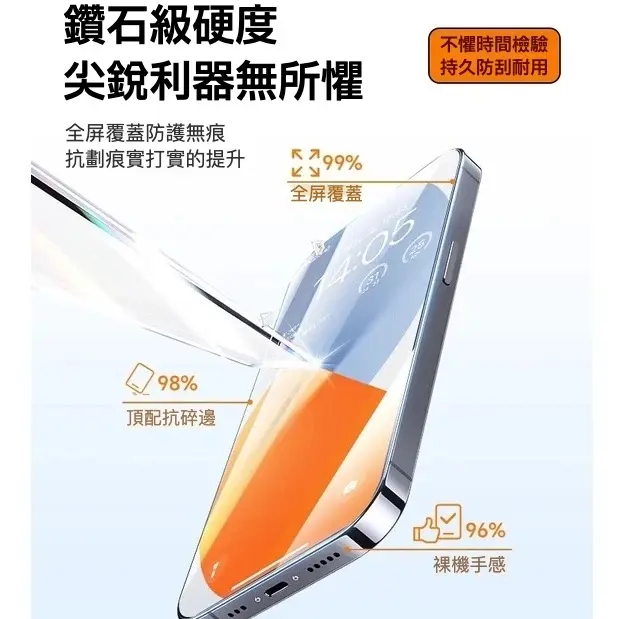 鑽石級硬度
尖銳利器無所懼
不懼時間檢驗
持久防刮耐用
全屏覆蓋防護無痕
抗劃痕實打實的提升
99%
全屏覆蓋
14:05
98%
頂配抗碎邊
96%
裸機手感